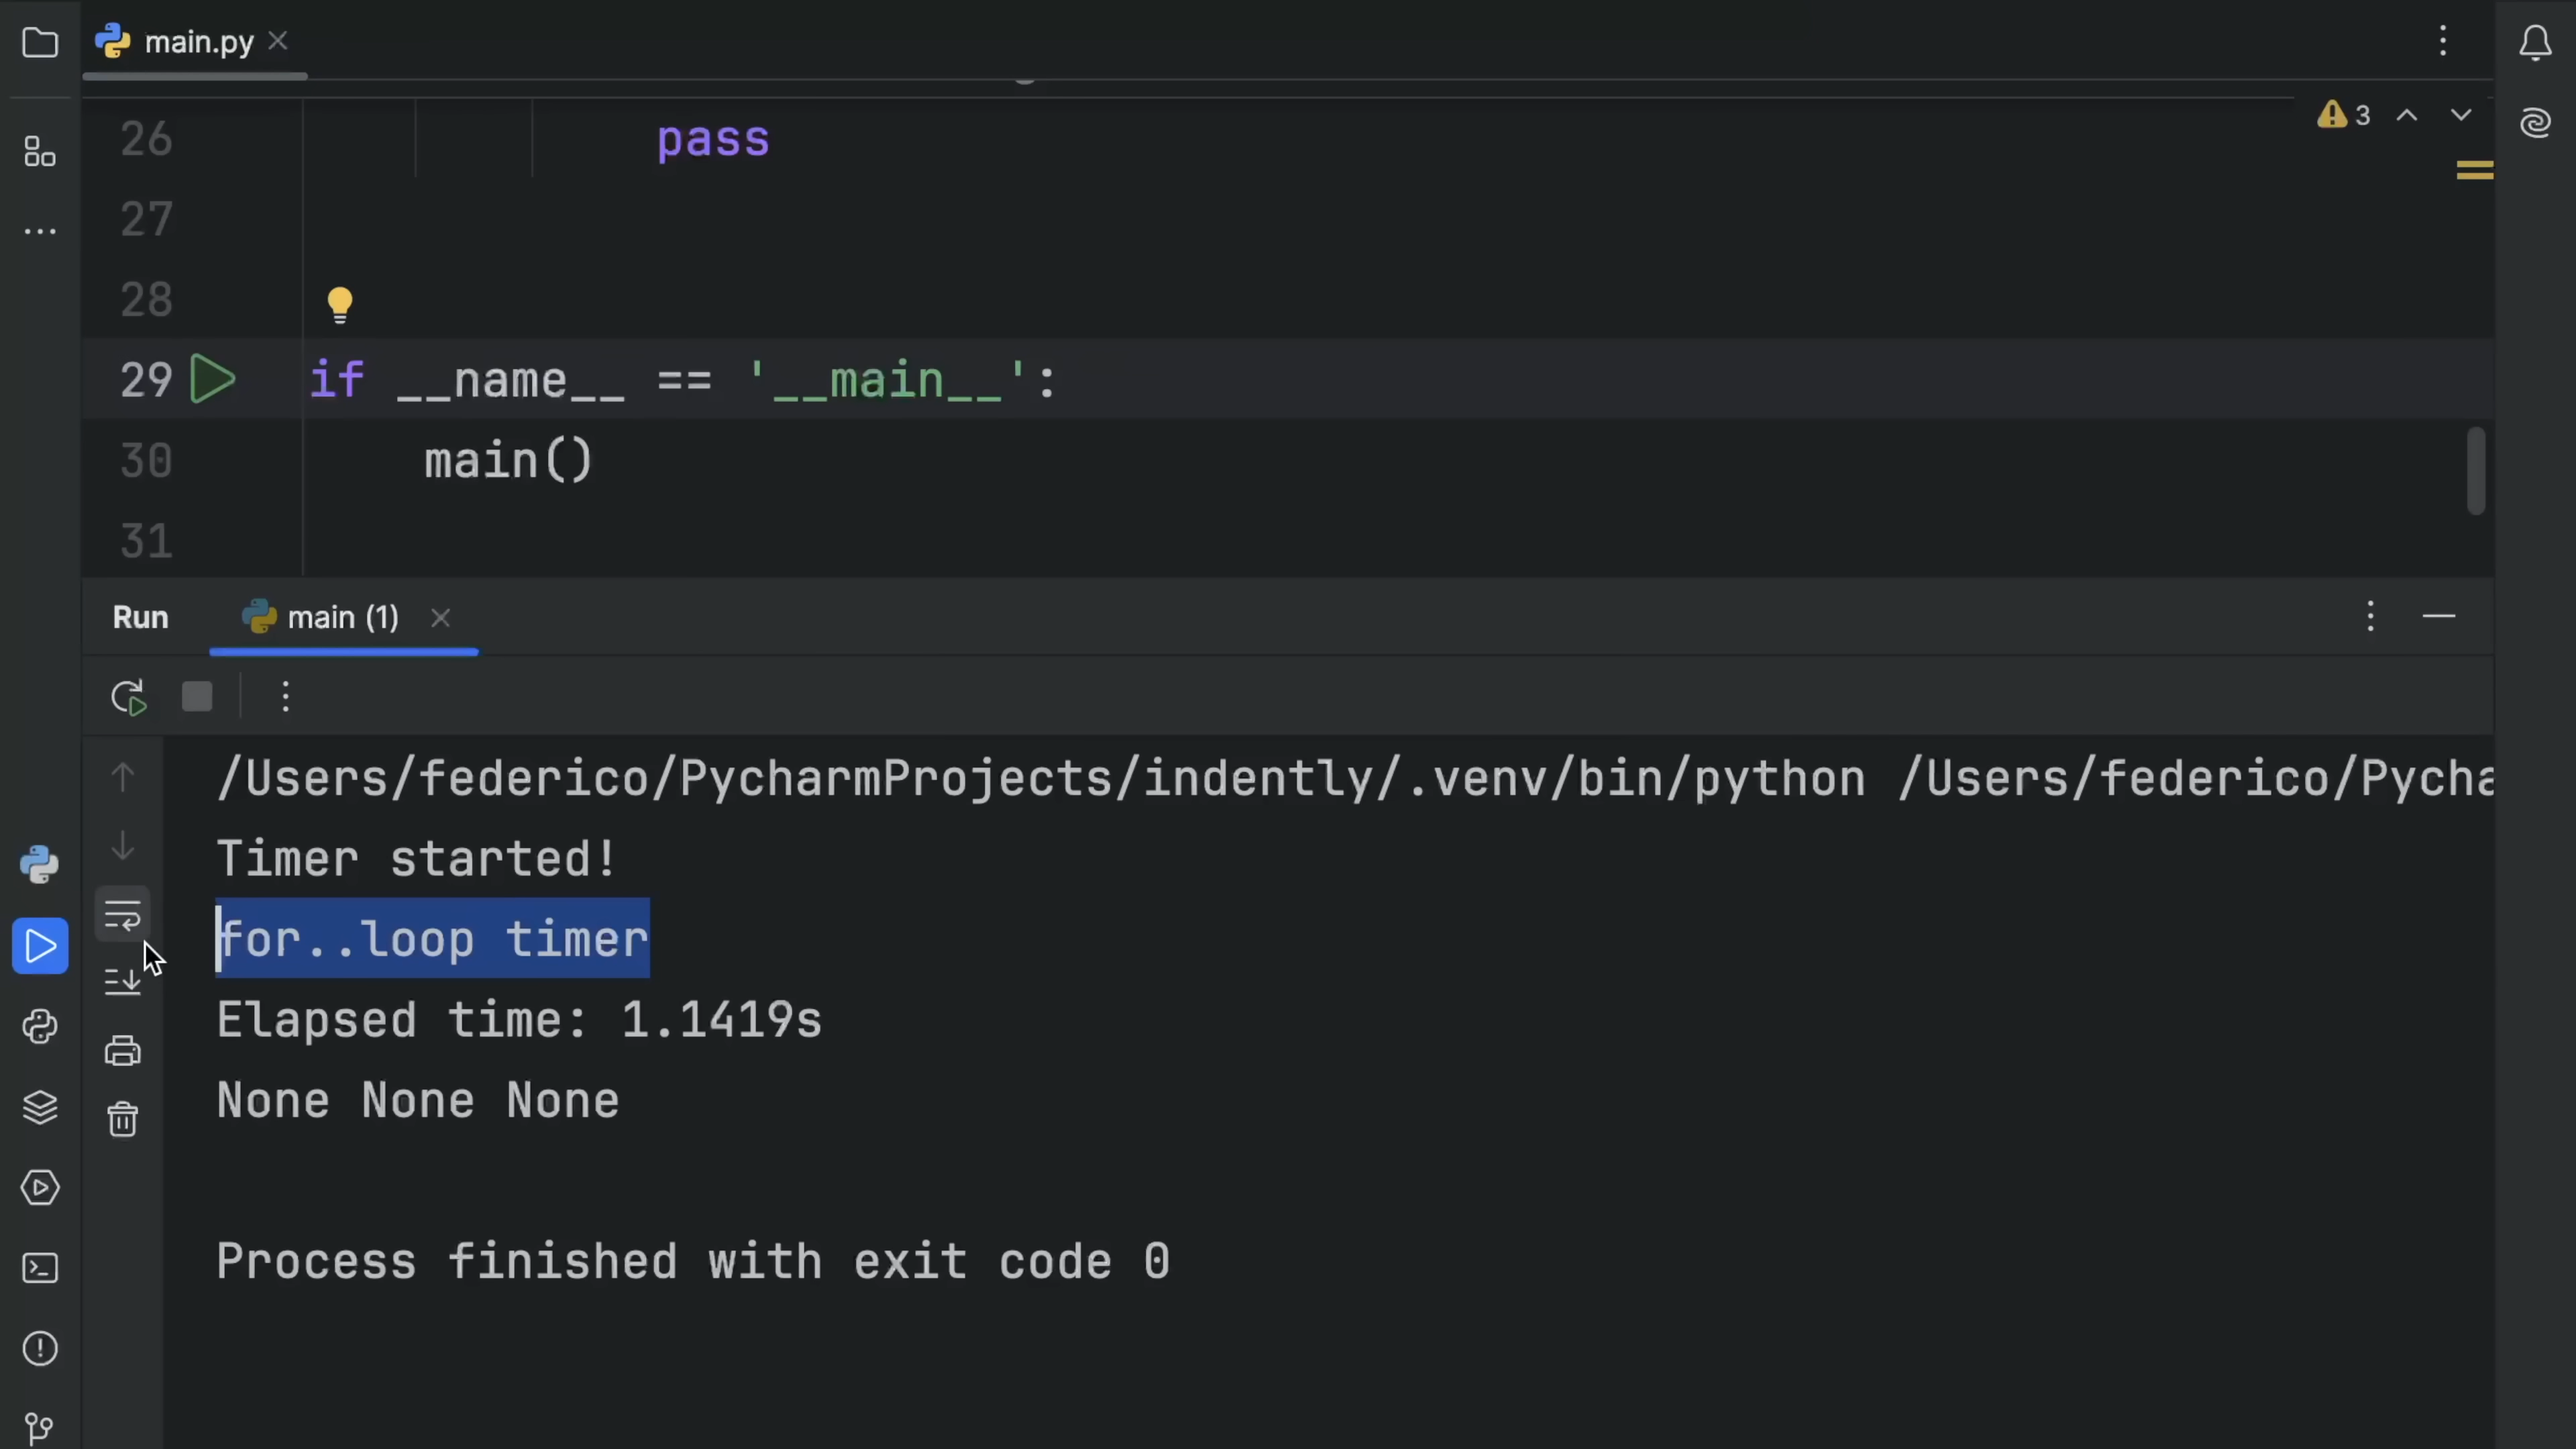 main.py
3
26 pass
27
28
29 if __name__ == '__main__':
30 main()
31
Run main (1)
/Users/federico/PycharmProjects/indently/.venv/bin/python /Users/federico/Pycha
Timer started!
for..loop timer
Elapsed time: 1.1419s
None None None
Process finished with exit code 0